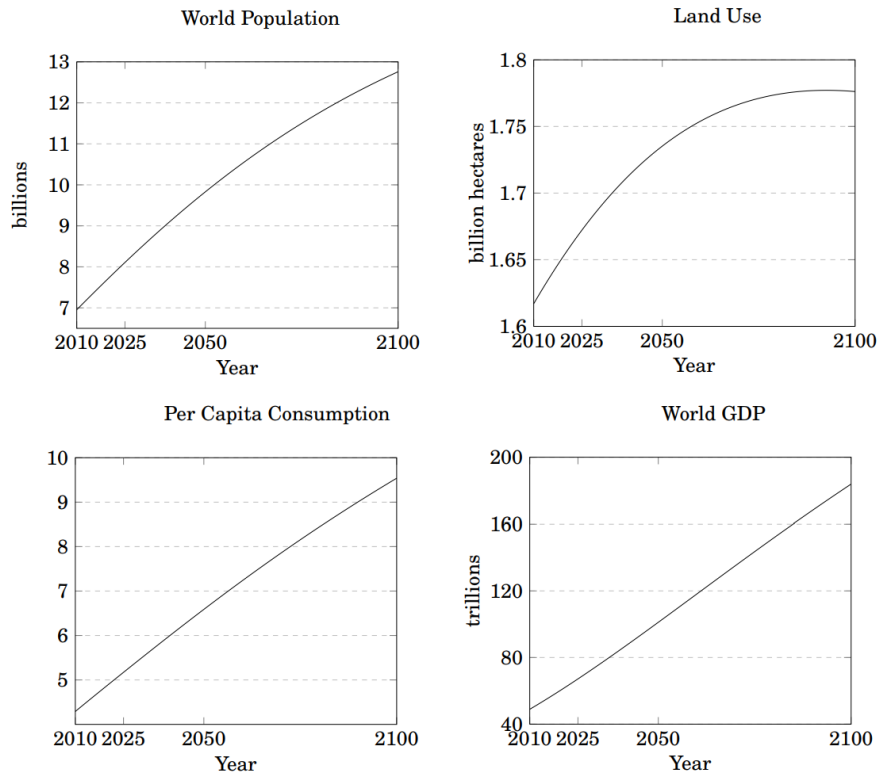 World Population
13
12
11
10
9
8
7
billions
2010 2025 2050 2100
Year
Land Use
1.8
1.75
1.7
1.65
1.6
billion hectares
2010 2025 2050 2100
Year
Per Capita Consumption
10
9
8
7
6
5
2010 2025 2050 2100
Year
World GDP
200
160
120
80
40
trillions
2010 2025 2050 2100
Year